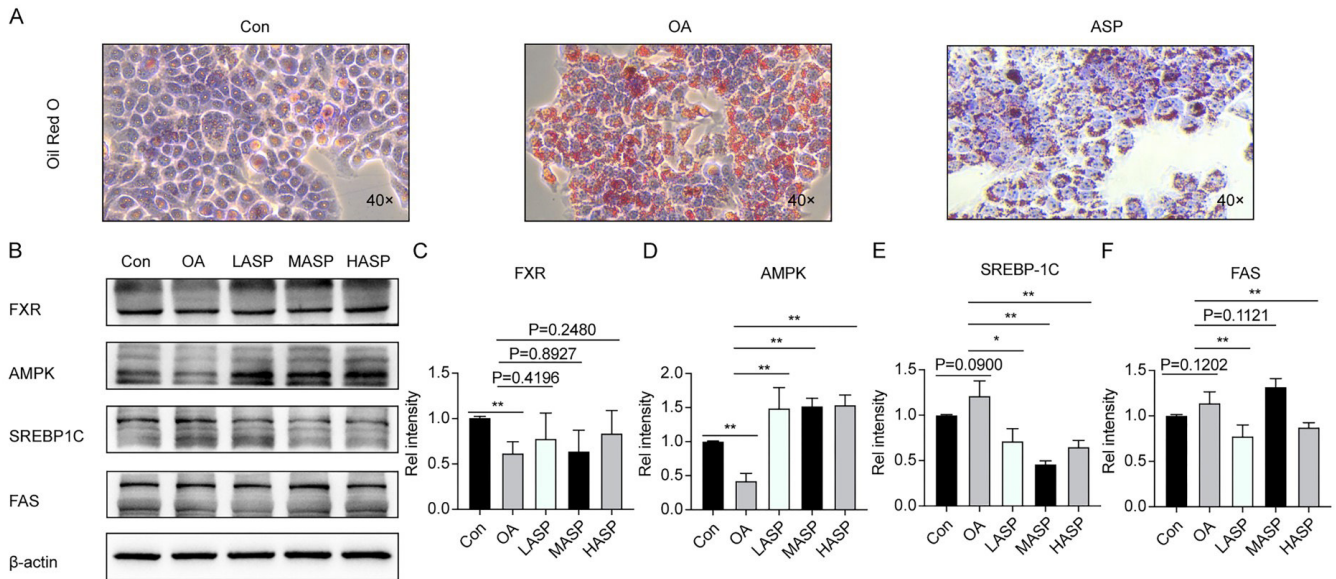 A
Con
OA
ASP
Oil Red O
40×
40×
40×
B
Con OA LASP MASP HASP
FXR
AMPK
SREBP1C
FAS
β-actin
C
FXR
P=0.2480
P=0.8927
P=0.4196
**
Rel intensity
1.5
1.0
0.5
0.0
Con OA LASP MASP HASP
D
AMPK
**
**
**
**
Rel intensity
2.0
1.5
1.0
0.5
0.0
Con OA LASP MASP HASP
E
SREBP-1C
**
**
*
P=0.0900
Rel intensity
1.5
1.0
0.5
0.0
Con OA LASP MASP HASP
F
FAS
**
P=0.1121
**
P=0.1202
Rel intensity
1.5
1.0
0.5
0.0
Con OA LASP MASP HASP